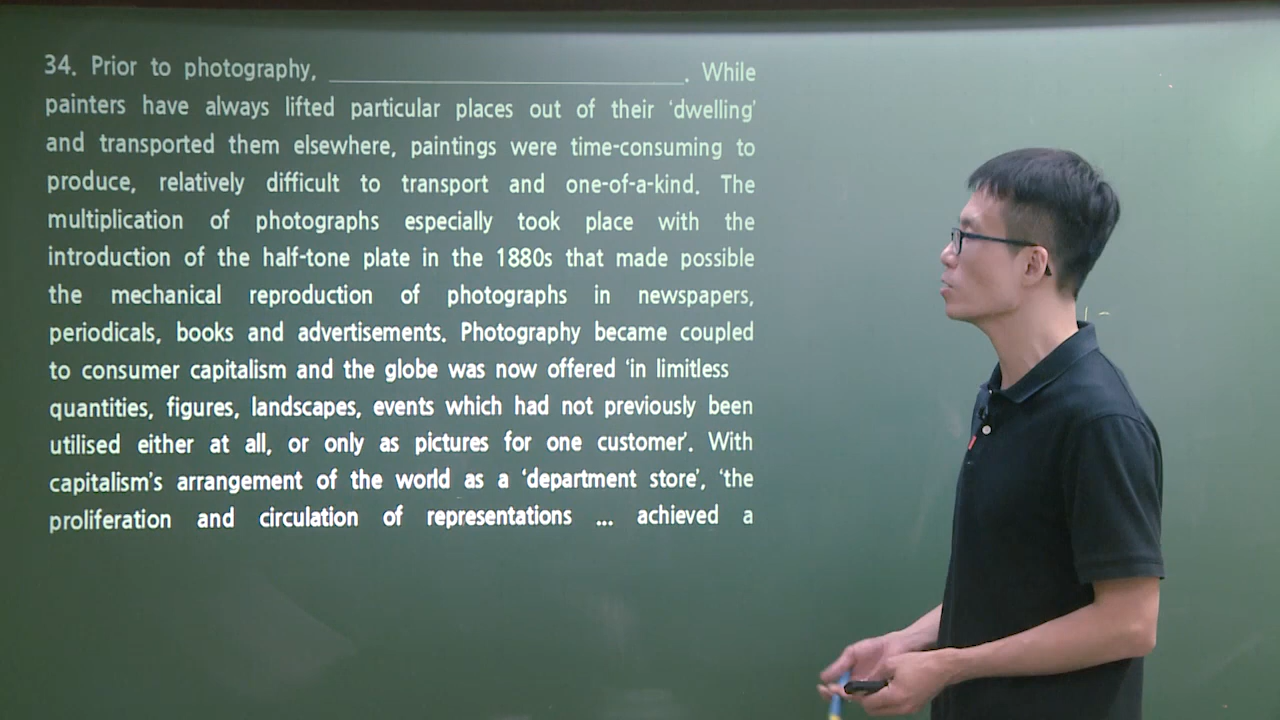 34. Prior to photography, ______________________________. While
painters have always lifted particular places out of their ‘dwelling’
and transported them elsewhere, paintings were time-consuming to
produce, relatively difficult to transport and one-of-a-kind. The
multiplication of photographs especially took place with the
introduction of the half-tone plate in the 1880s that made possible
the mechanical reproduction of photographs in newspapers,
periodicals, books and advertisements. Photography became coupled
to consumer capitalism and the globe was now offered ‘in limitless
quantities, figures, landscapes, events which had not previously been
utilised either at all, or only as pictures for one customer’. With
capitalism’s arrangement of the world as a ‘department store’, ‘the
proliferation and circulation of representations ... achieved a